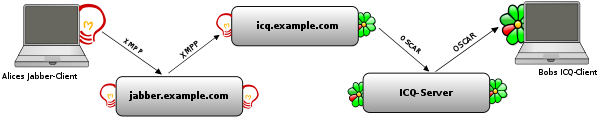 Alices Jabber-Client
XMPP
jabber.example.com
XMPP
icq.example.com
OSCAR
ICQ-Server
OSCAR
Bobs ICQ-Client